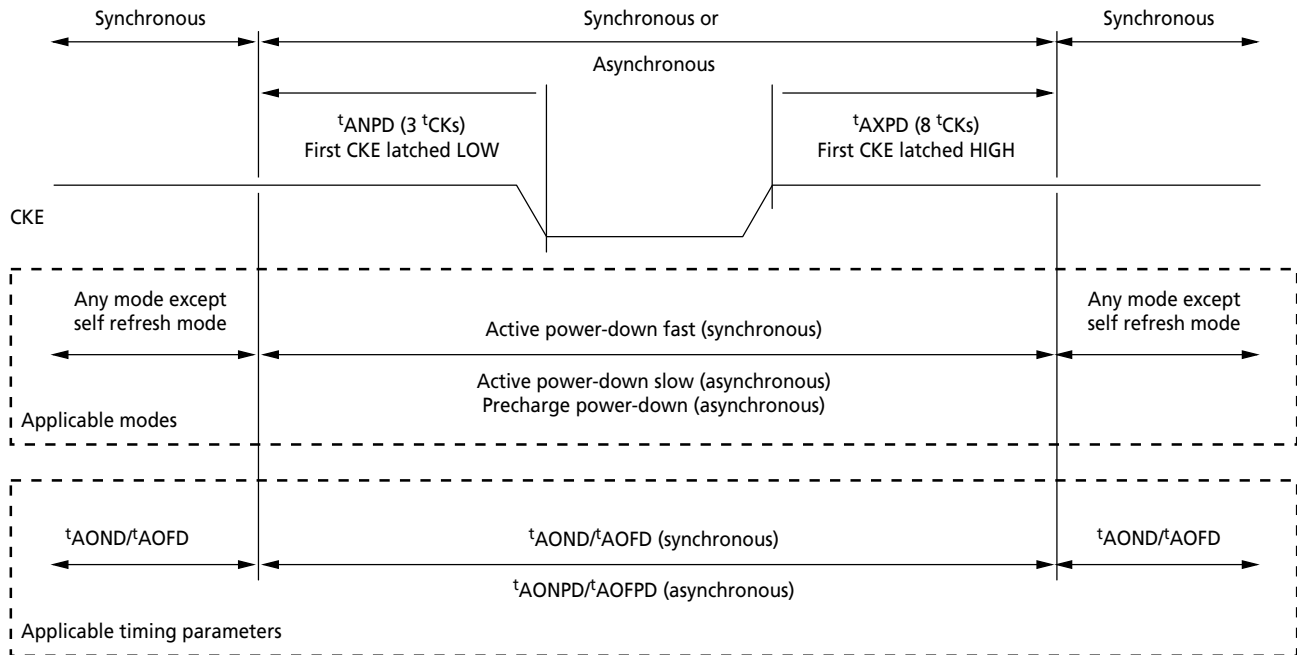 Synchronous
Synchronous or
Synchronous
Asynchronous
tANPD (3 tCKs)
First CKE latched LOW
tAXPD (8 tCKs)
First CKE latched HIGH
CKE
Any mode except
self refresh mode
Active power-down fast (synchronous)
Any mode except
self refresh mode
Active power-down slow (asynchronous)
Precharge power-down (asynchronous)
Applicable modes
tAOND/tAOFD
tAOND/tAOFD (synchronous)
tAOND/tAOFD
tAONPD/tAOFPD (asynchronous)
Applicable timing parameters